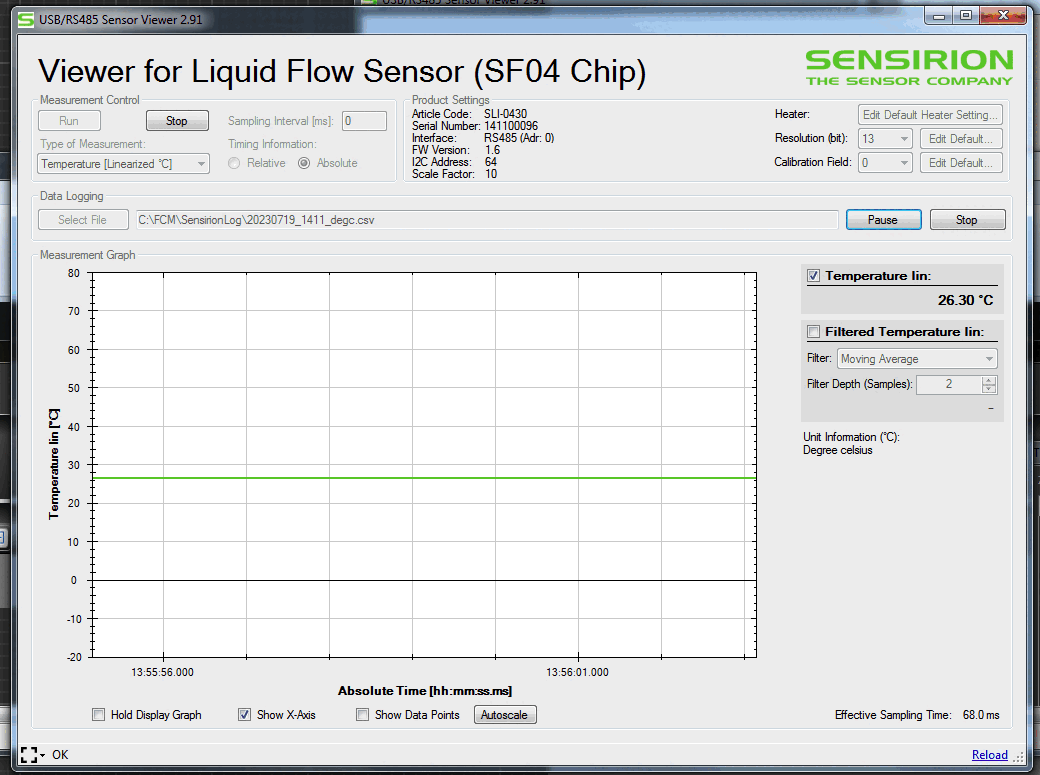 USB/RS485 Sensor Viewer 2.91
USB/RS485 Sensor Viewer 2.91
Viewer for Liquid Flow Sensor (SF04 Chip)
SENSIRION
THE SENSOR COMPANY
Measurement Control
Run
Stop
Sampling Interval [ms]:
0
Type of Measurement:
Temperature [Linearized °C]
Timing Information:
Relative
Absolute
Product Settings
Article Code: SLI-0430
Serial Number: 141100096
Interface: RS485 (Adr: 0)
FW Version: 1.6
I2C Address: 64
Scale Factor: 10
Heater:
Edit Default Heater Setting...
Resolution (bit):
13
Edit Default...
Calibration Field:
0
Edit Default...
Data Logging
Select File
C:\FCM\SensirionLog\20230719_1411_degc.csv
Pause
Stop
Measurement Graph
80
70
60
50
40
30
20
10
0
-10
-20
Temperature lin [°C]
13:55:56.000
13:56:01.000
Absolute Time [hh:mm:ss.ms]
Temperature lin:
26.30 °C
Filtered Temperature lin:
Filter:
Moving Average
Filter Depth (Samples):
2
–
Unit Information (°C):
Degree celsius
Hold Display Graph
Show X-Axis
Show Data Points
Autoscale
Effective Sampling Time: 68.0 ms
OK
Reload